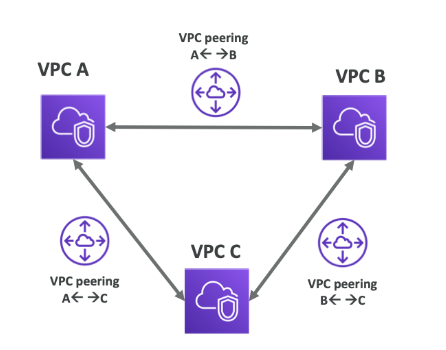 VPC peering
A← →B
VPC A
VPC B
VPC peering
A← →C
VPC C
VPC peering
B← →C